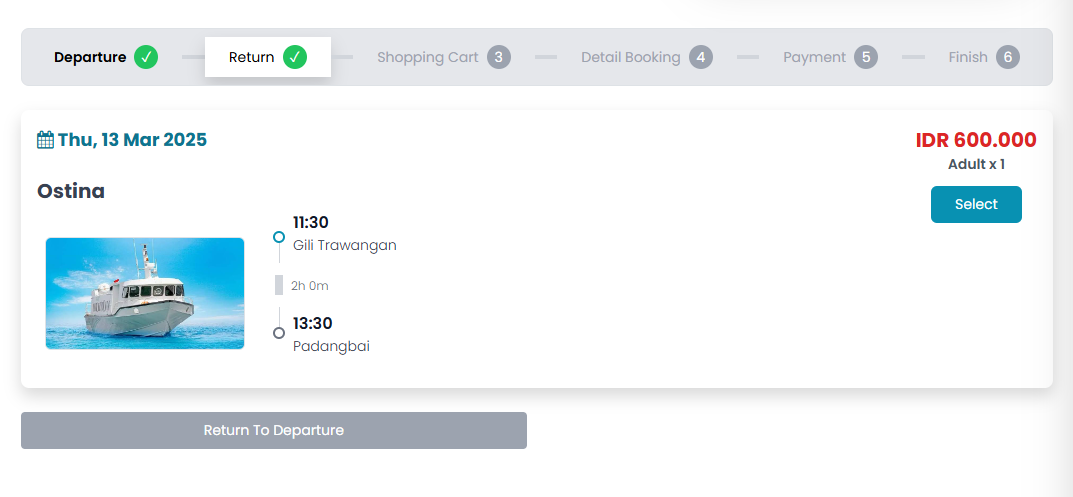 Departure ✓ Return ✓ Shopping Cart 3 Detail Booking 4 Payment 5 Finish 6
Thu, 13 Mar 2025
IDR 600.000
Adult x 1
Select
Ostina
11:30
Gili Trawangan
2h 0m
13:30
Padangbai
Return To Departure